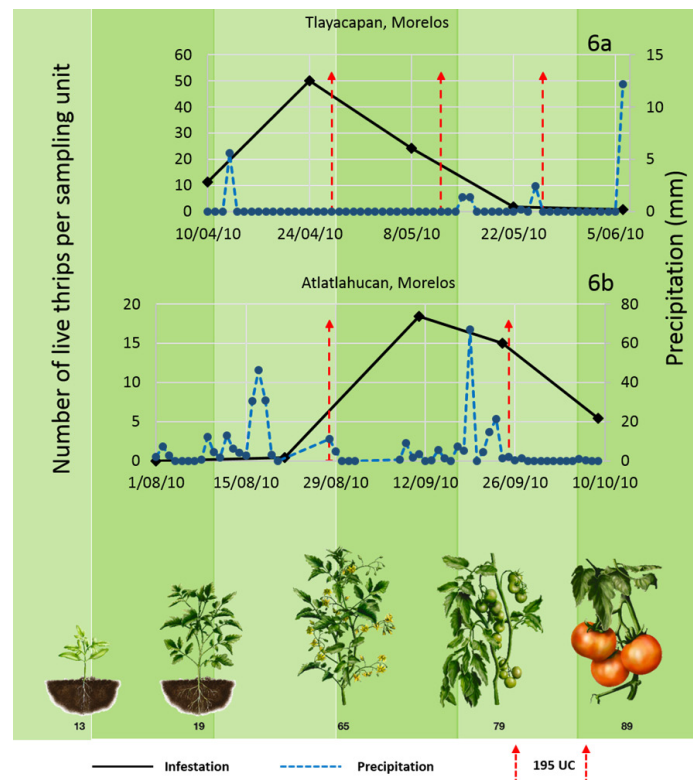 Tlayacapan, Morelos
6a
60
50
40
30
20
10
0
15
10
5
0
10/04/10 24/04/10 8/05/10 22/05/10 5/06/10
Number of live thrips per sampling unit
Precipitation (mm)
Atlatlahucan, Morelos
6b
20
15
10
5
0
80
60
40
20
0
1/08/10 15/08/10 29/08/10 12/09/10 26/09/10 10/10/10
13 19 65 79 89
Infestation Precipitation 195 UC